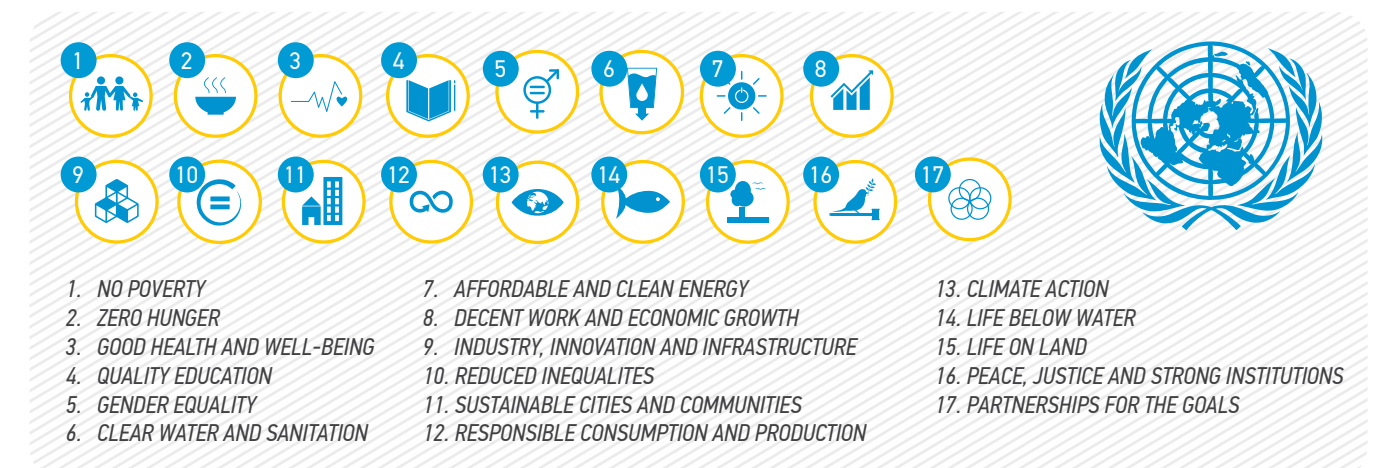 1 2 3 4 5 6 7 8
9 10 11 12 13 14 15 16 17
1. NO POVERTY
2. ZERO HUNGER
3. GOOD HEALTH AND WELL-BEING
4. QUALITY EDUCATION
5. GENDER EQUALITY
6. CLEAR WATER AND SANITATION
7. AFFORDABLE AND CLEAN ENERGY
8. DECENT WORK AND ECONOMIC GROWTH
9. INDUSTRY, INNOVATION AND INFRASTRUCTURE
10. REDUCED INEQUALITES
11. SUSTAINABLE CITIES AND COMMUNITIES
12. RESPONSIBLE CONSUMPTION AND PRODUCTION
13. CLIMATE ACTION
14. LIFE BELOW WATER
15. LIFE ON LAND
16. PEACE, JUSTICE AND STRONG INSTITUTIONS
17. PARTNERSHIPS FOR THE GOALS